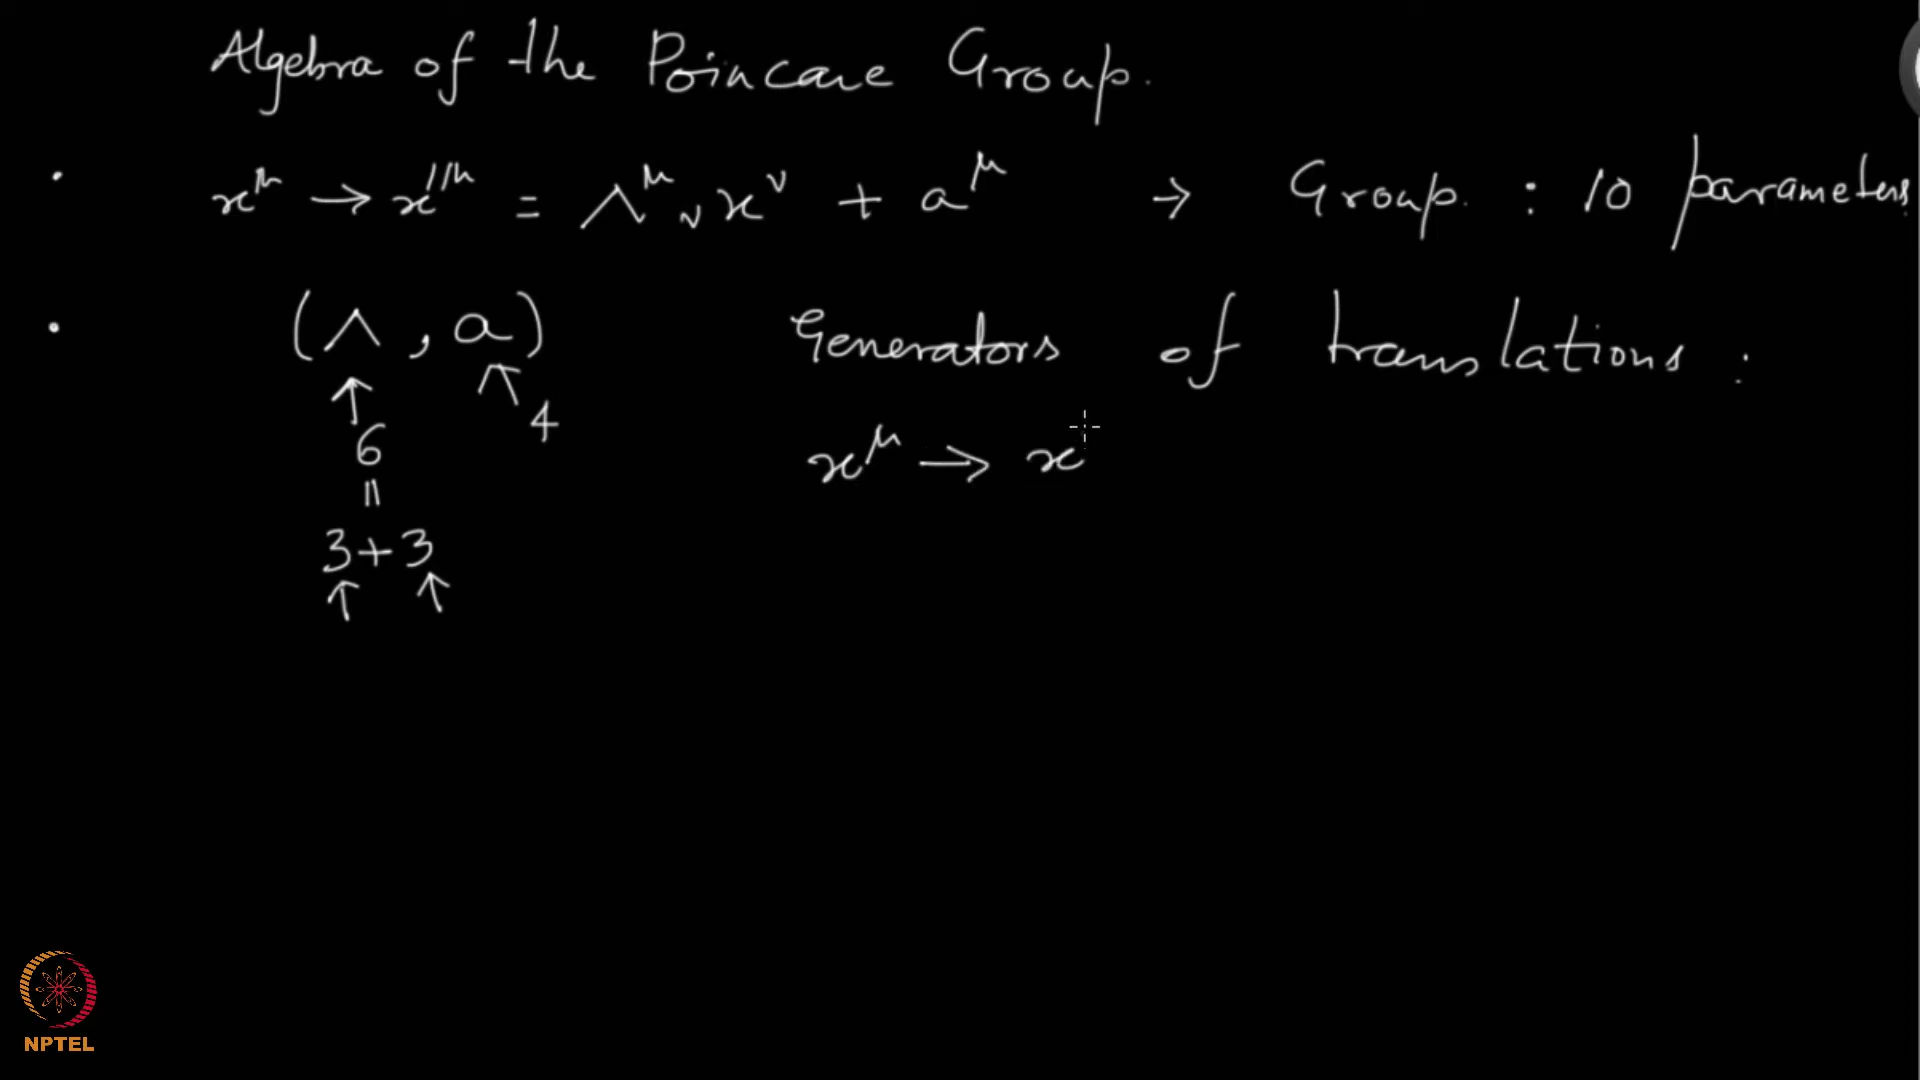 Algebra of the Poincare Group.
· x^μ → x'^μ = Λ^μ_ν x^ν + a^μ → Group. : 10 parameters
· (Λ, a) Generators of translations :
↑ ↑ 4
6 x^μ → x
=
3+3
↑ ↑
NPTEL